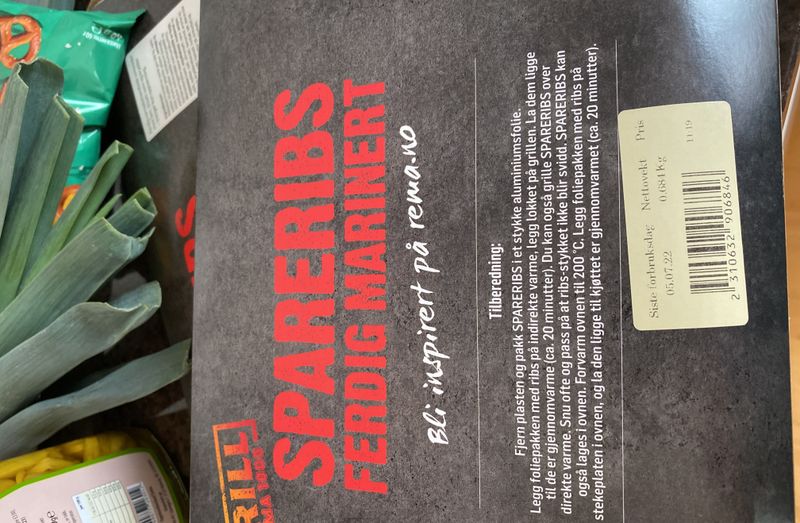 GRILL
REMA 1000
SPARERIBS
FERDIG MARINERT
Bli inspirert på rema.no
Tilberedning:
Fjern plasten og pakk SPARERIBS i et stykke aluminiumsfolie.
Legg foliepakken med ribs på indirekte varme. Legg lokket på grillen. La dem ligge
til de er gjennomvarme (ca. 20 minutter). Du kan også grille SPARERIBS over
direkte varme. Snu ofte og pass på at ribs-stykket ikke blir svidd. SPARERIBS kan
også lages i ovnen. Forvarm ovnen til 200 °C. Legg foliepakken med ribs på
stekeplaten i ovnen, og la den ligge til kjøttet er gjennomvarmet (ca. 20 minutter).
Siste forbruksdag Nettovekt Pris
05.07.22 0.684Kg
2 310632 906846